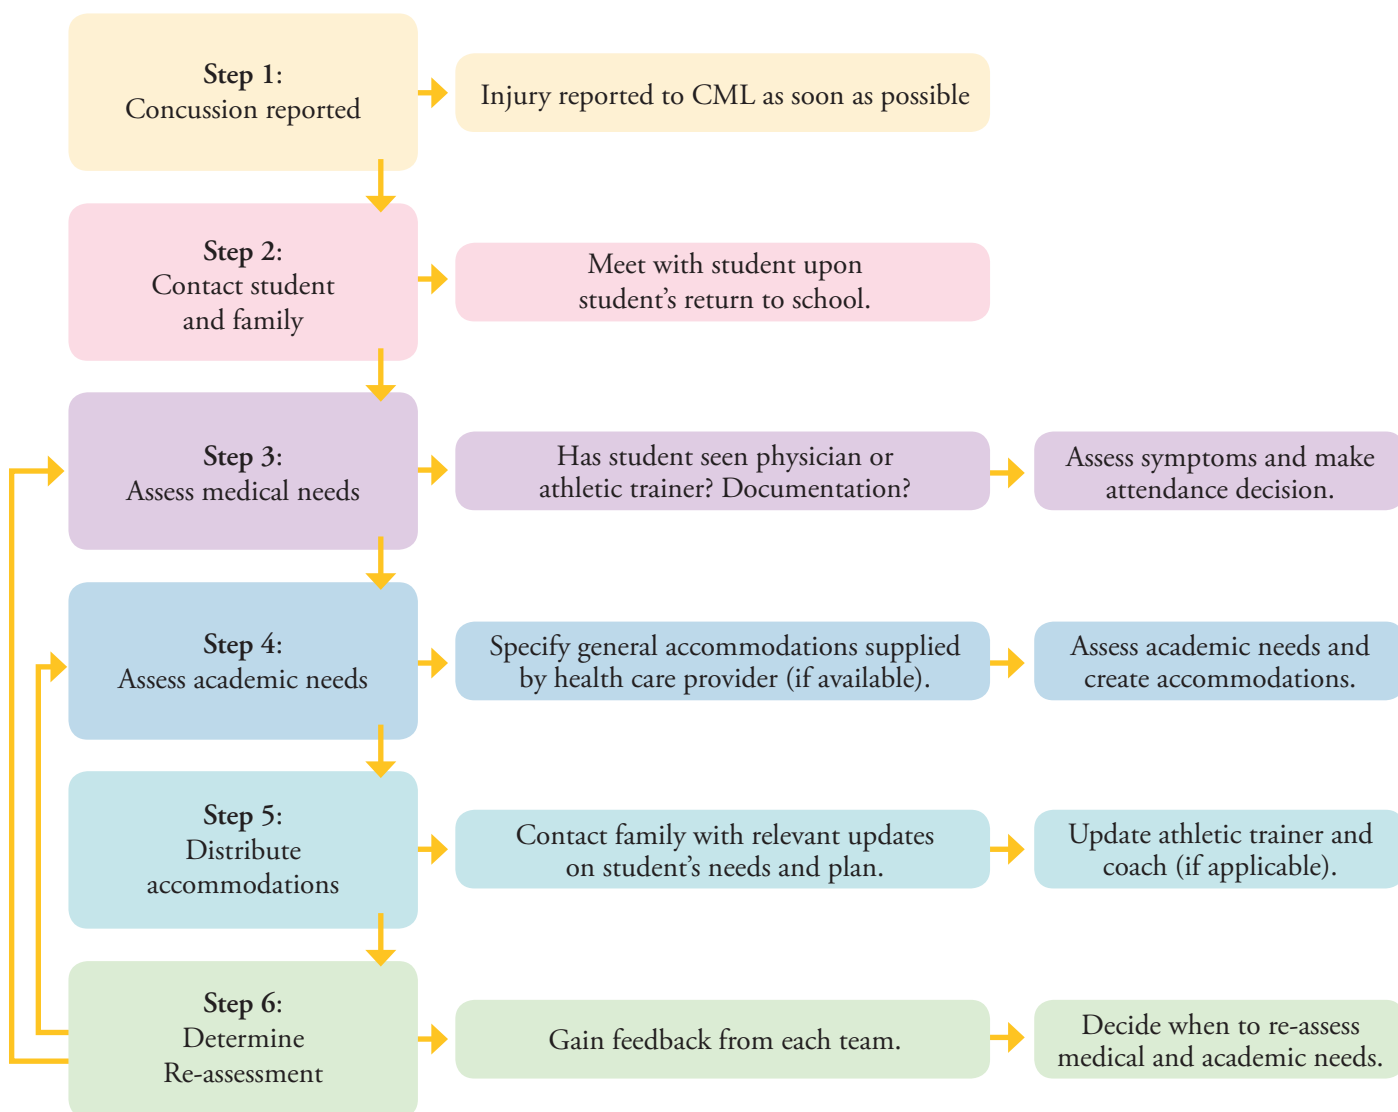 Step 1:
Concussion reported
Injury reported to CML as soon as possible
Step 2:
Contact student
and family
Meet with student upon
student’s return to school.
Step 3:
Assess medical needs
Has student seen physician or
athletic trainer? Documentation?
Assess symptoms and make
attendance decision.
Step 4:
Assess academic needs
Specify general accommodations supplied
by health care provider (if available).
Assess academic needs and
create accommodations.
Step 5:
Distribute
accommodations
Contact family with relevant updates
on student’s needs and plan.
Update athletic trainer and
coach (if applicable).
Step 6:
Determine
Re-assessment
Gain feedback from each team.
Decide when to re-assess
medical and academic needs.